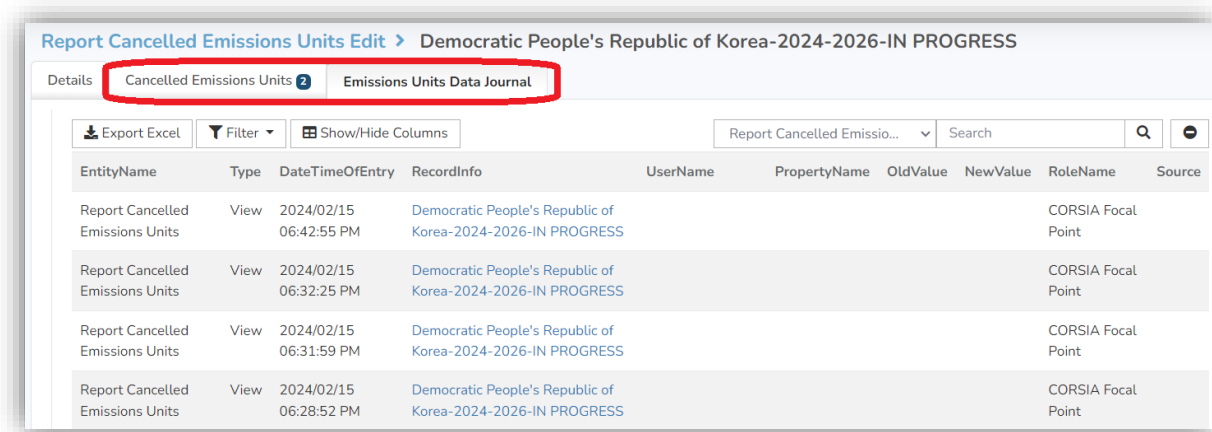 Report Cancelled Emissions Units Edit > Democratic People's Republic of Korea-2024-2026-IN PROGRESS
Details Cancelled Emissions Units 2 Emissions Units Data Journal
Export Excel Filter Show/Hide Columns Report Cancelled Emissio... Search
EntityName Type DateTimeOfEntry RecordInfo UserName PropertyName OldValue NewValue RoleName Source
Report Cancelled View 2024/02/15 Democratic People's Republic of CORSIA Focal
Emissions Units 06:42:55 PM Korea-2024-2026-IN PROGRESS Point
Report Cancelled View 2024/02/15 Democratic People's Republic of CORSIA Focal
Emissions Units 06:32:25 PM Korea-2024-2026-IN PROGRESS Point
Report Cancelled View 2024/02/15 Democratic People's Republic of CORSIA Focal
Emissions Units 06:31:59 PM Korea-2024-2026-IN PROGRESS Point
Report Cancelled View 2024/02/15 Democratic People's Republic of CORSIA Focal
Emissions Units 06:28:52 PM Korea-2024-2026-IN PROGRESS Point